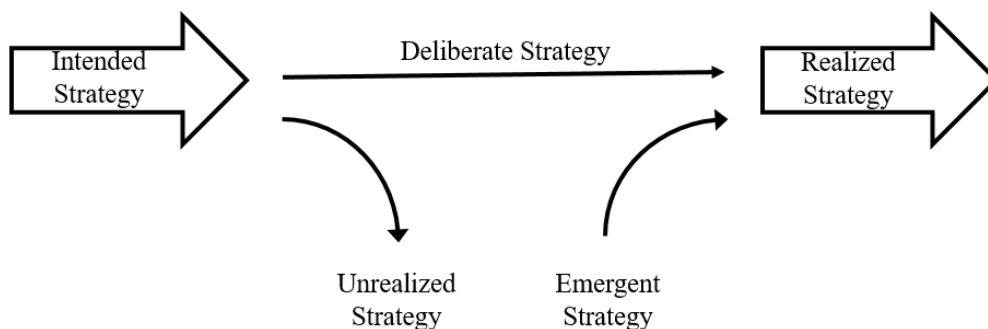 Intended
Strategy
Deliberate Strategy
Realized
Strategy
Unrealized
Strategy
Emergent
Strategy